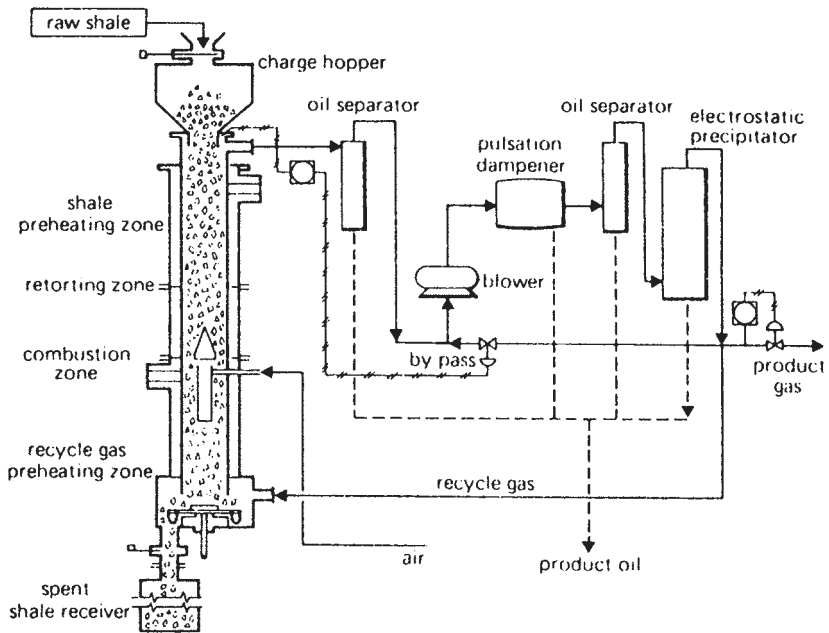 raw shale
charge hopper
oil separator
oil separator
electrostatic
precipitator
pulsation
dampener
shale
preheating zone
blower
retorting zone
combustion
zone
by pass
product
gas
recycle gas
preheating zone
recycle gas
air
product oil
spent
shale receiver